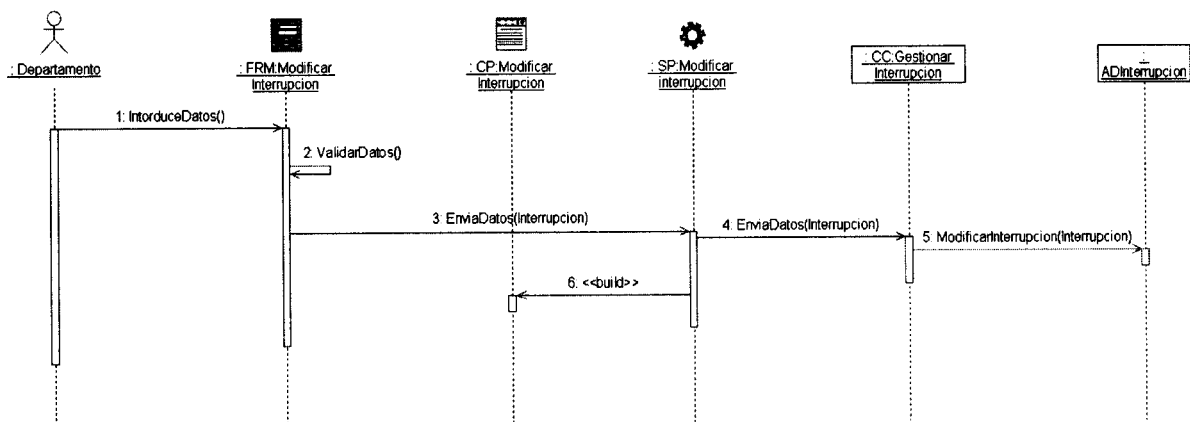 : Departamento
: FRM:Modificar
Interrupcion
: CP:Modificar
Interrupcion
: SP:Modificar
interrupcion
: CC:Gestionar
Interrupcion
:
ADInterrupcion
1: IntorduceDatos()
2: ValidarDatos()
3: EnviaDatos(Interrupcion)
4: EnviaDatos(Interrupcion)
5: ModificarInterrupcion(Interrupcion)
6: <<build>>